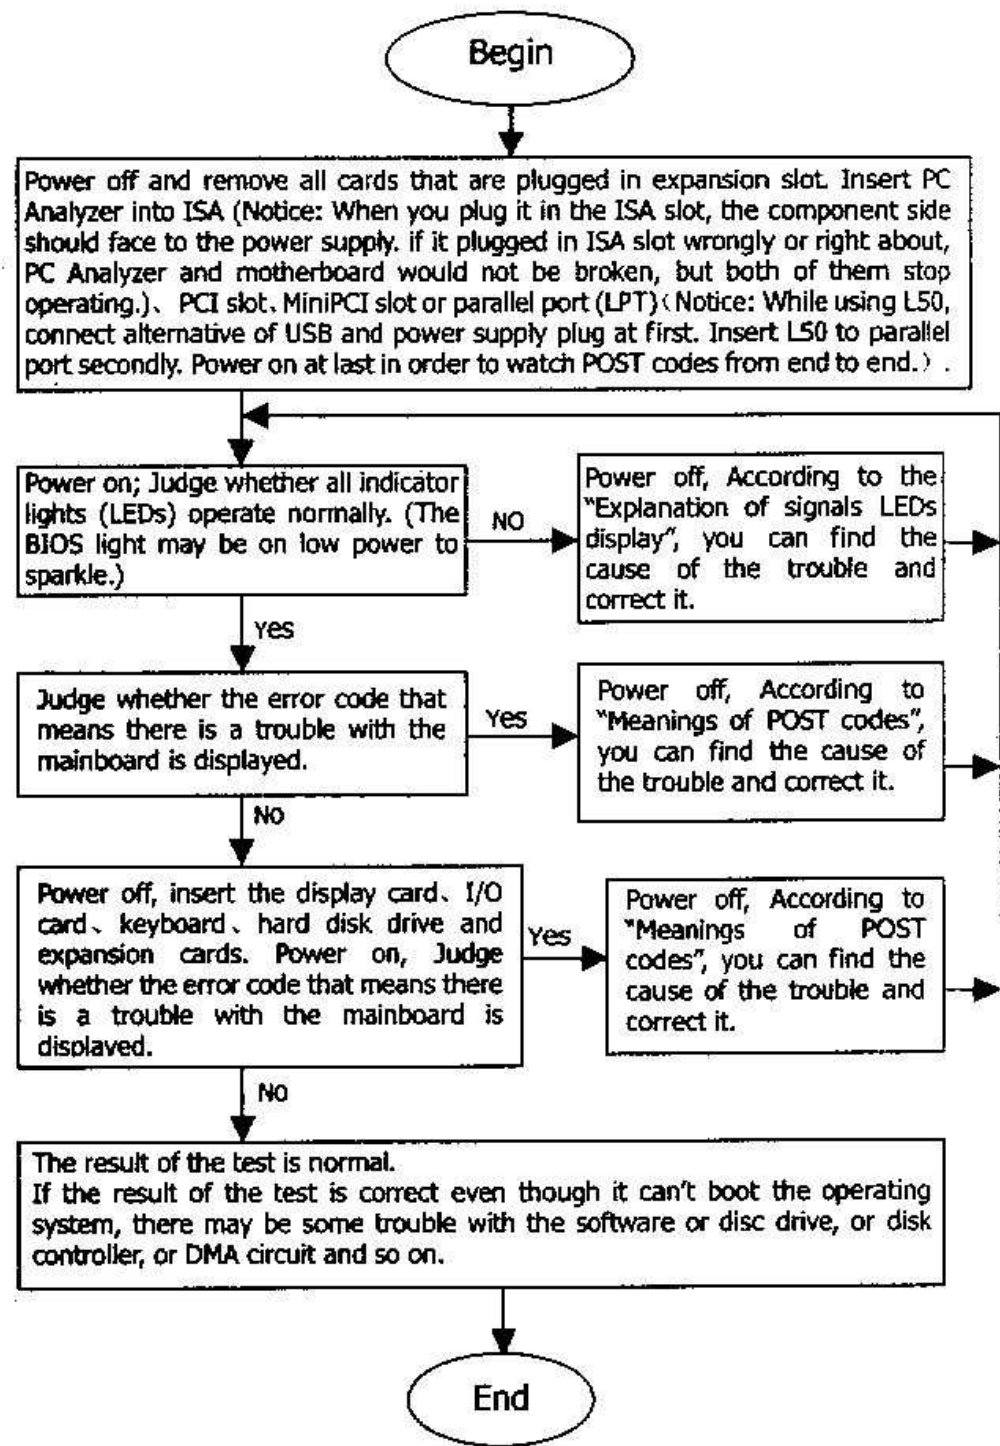 Begin
Power off and remove all cards that are plugged in expansion slot. Insert PC
Analyzer into ISA (Notice: When you plug it in the ISA slot, the component side
should face to the power supply. if it plugged in ISA slot wrongly or right about,
PC Analyzer and motherboard would not be broken, but both of them stop
operating.)、 PCI slot、MiniPCI slot or parallel port (LPT)（Notice: While using L50,
connect alternative of USB and power supply plug at first. Insert L50 to parallel
port secondly. Power on at last in order to watch POST codes from end to end.）.
Power on; Judge whether all indicator
lights (LEDs) operate normally. (The
BIOS light may be on low power to
sparkle.)
NO
Power off, According to the
"Explanation of signals LEDs
display", you can find the
cause of the trouble and
correct it.
Yes
Judge whether the error code that
means there is a trouble with the
mainboard is displayed.
Yes
Power off, According to
"Meanings of POST codes",
you can find the cause of
the trouble and correct it.
No
Power off, insert the display card、I/O
card、keyboard、hard disk drive and
expansion cards. Power on, Judge
whether the error code that means there
is a trouble with the mainboard is
displayed.
Yes
Power off, According to
"Meanings of POST
codes", you can find the
cause of the trouble and
correct it.
No
The result of the test is normal.
If the result of the test is correct even though it can't boot the operating
system, there may be some trouble with the software or disc drive, or disk
controller, or DMA circuit and so on.
End